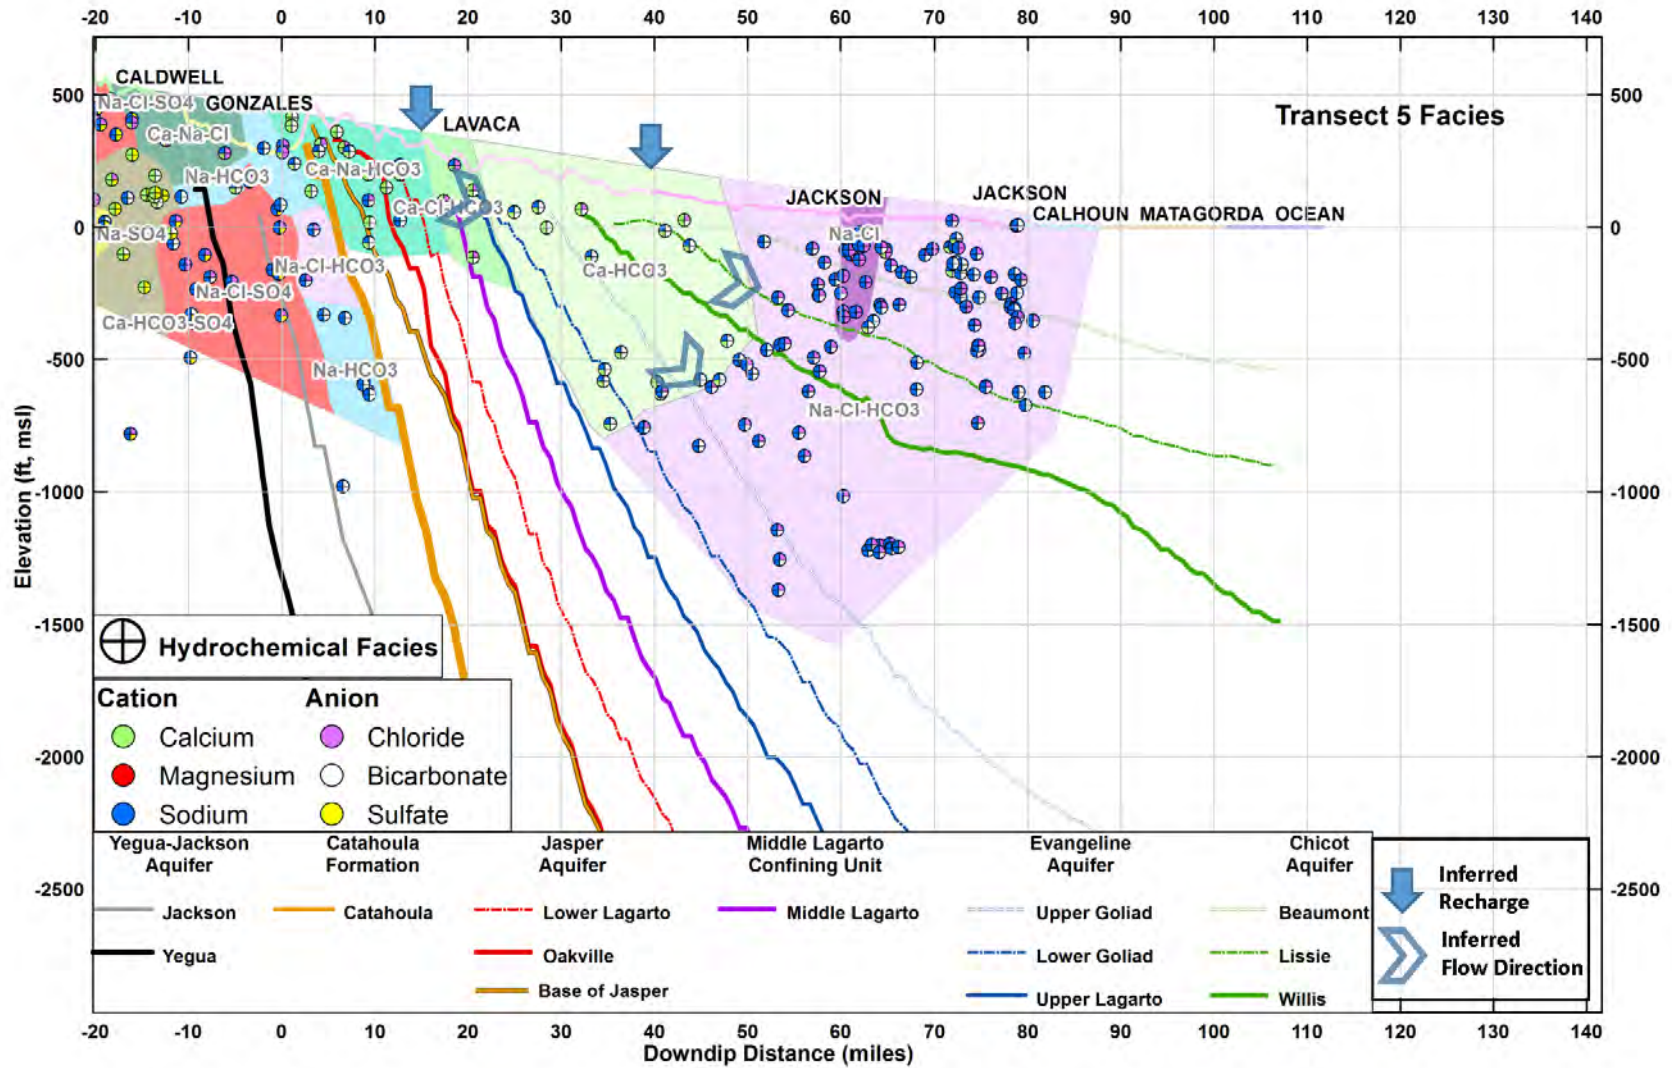 -20 -10 0 10 20 30 40 50 60 70 80 90 100 110 120 130 140
CALDWELL
500
500
Na-Cl-SO4
GONZALES
Transect 5 Facies
LAVACA
Ca-Na-Cl
Ca-Na-HCO3
Na-HCO3
JACKSON
JACKSON
Ca-Cl-HCO3
CALHOUN MATAGORDA OCEAN
0
0
Na-SO4
Na-Cl
Na-Cl-HCO3
Ca-HCO3
Na-Cl-SO4
Ca-HCO3-SO4
-500
-500
Na-HCO3
Na-Cl-HCO3
Elevation (ft, msl)
-1000
-1000
-1500
-1500
Hydrochemical Facies
Cation Anion
Calcium Chloride
-2000
-2000
Magnesium Bicarbonate
Sodium Sulfate
Yegua-Jackson
Aquifer
Catahoula
Formation
Jasper
Aquifer
Middle Lagarto
Confining Unit
Evangeline
Aquifer
Chicot
Aquifer
-2500
-2500
Jackson
Catahoula
Lower Lagarto
Middle Lagarto
Upper Goliad
Beaumont
Yegua
Oakville
Lower Goliad
Lissie
Base of Jasper
Upper Lagarto
Willis
Inferred
Recharge
Inferred
Flow Direction
-20 -10 0 10 20 30 40 50 60 70 80 90 100 110 120 130 140
Downdip Distance (miles)